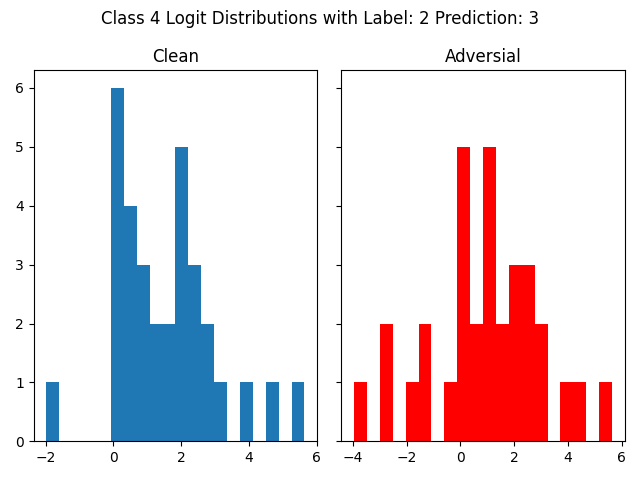 Class 4 Logit Distributions with Label: 2 Prediction: 3
Clean
Adversial
6
5
4
3
2
1
0
−2 0 2 4 6
−4 −2 0 2 4 6